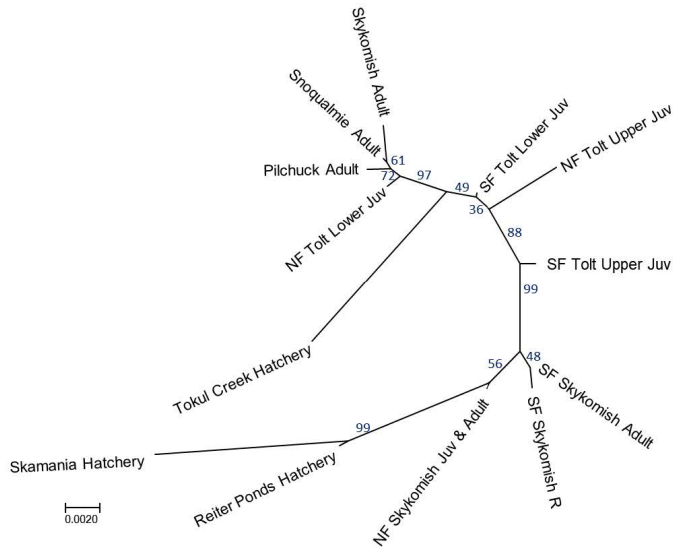 Skykomish Adult
Snoqualmie Adult
61
SF Tolt Lower Juv
NF Tolt Upper Juv
Pilchuck Adult
72
97
49
36
NF Tolt Lower Juv
88
SF Tolt Upper Juv
99
Tokul Creek Hatchery
56
48
SF Skykomish Adult
SF Skykomish R
NF Skykomish Juv & Adult
99
Skamania Hatchery
Reiter Ponds Hatchery
0.0020